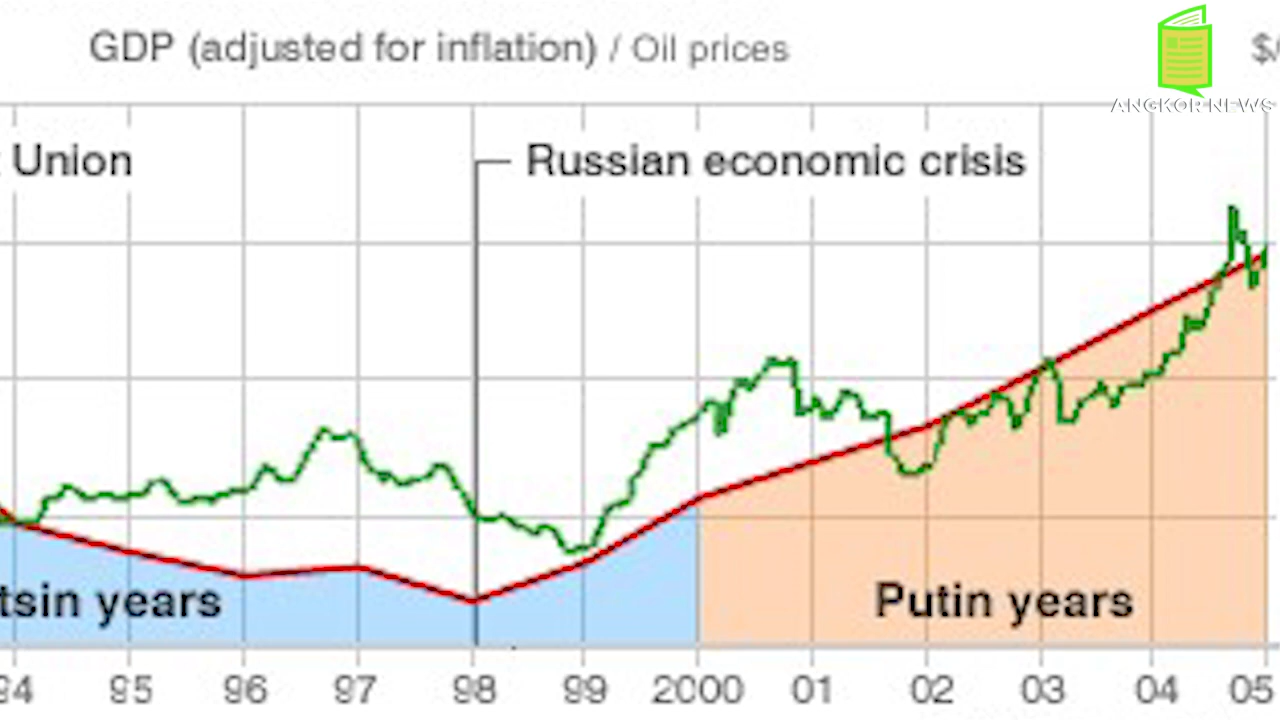 GDP (adjusted for inflation) / Oil prices
$/
ANGKOR NEWS
Union
Russian economic crisis
tsin years
Putin years
94 95 96 97 98 99 2000 01 02 03 04 05